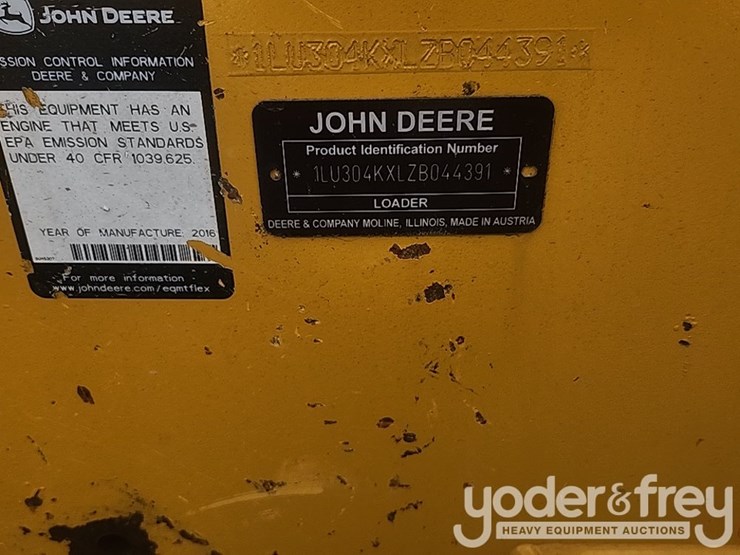 JOHN DEERE
SSION CONTROL INFORMATION
DEERE & COMPANY
HIS EQUIPMENT HAS AN
ENGINE THAT MEETS U.S
EPA EMISSION STANDARDS
UNDER 40 CFR 1039.625.
YEAR OF MANUFACTURE: 2016
For more information
www.johndeere.com/eqmtflex
*1LU304KXLZB044391*
JOHN DEERE
Product Identification Number
* 1LU304KXLZB044391 *
LOADER
DEERE & COMPANY MOLINE, ILLINOIS, MADE IN AUSTRIA
yoder&frey
HEAVY EQUIPMENT AUCTIONS